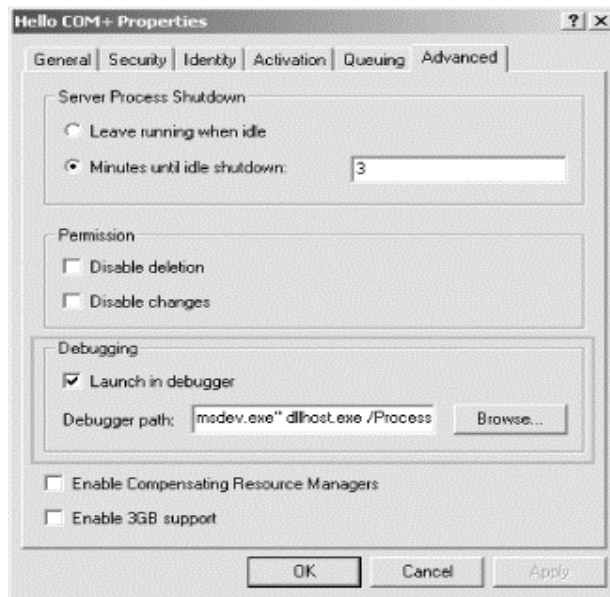 Hello COM+ Properties
General Security Identity Activation Queuing Advanced
Server Process Shutdown
Leave running when idle
Minutes until idle shutdown: 3
Permission
Disable deletion
Disable changes
Debugging
Launch in debugger
Debugger path: msdev.exe" dllhost.exe /Process Browse...
Enable Compensating Resource Managers
Enable 3GB support
OK Cancel Apply